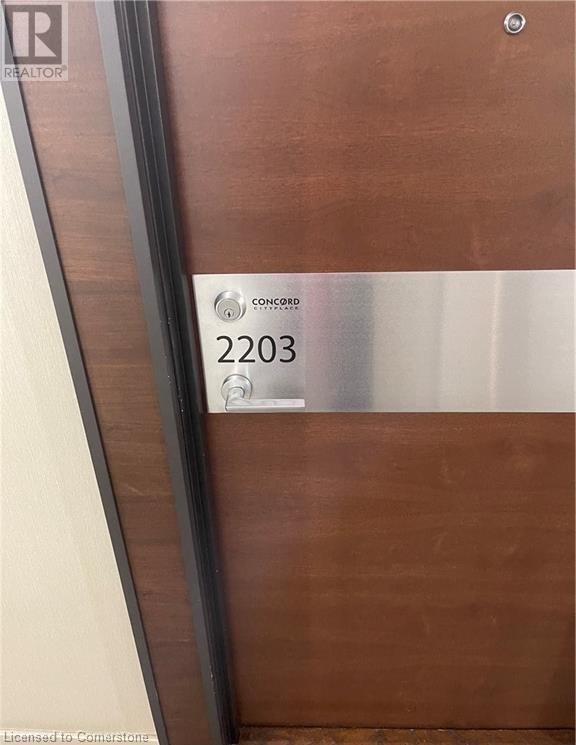 R
REALTOR
CONCORD
CITYPLACE
2203
Licensed to Cornerstone